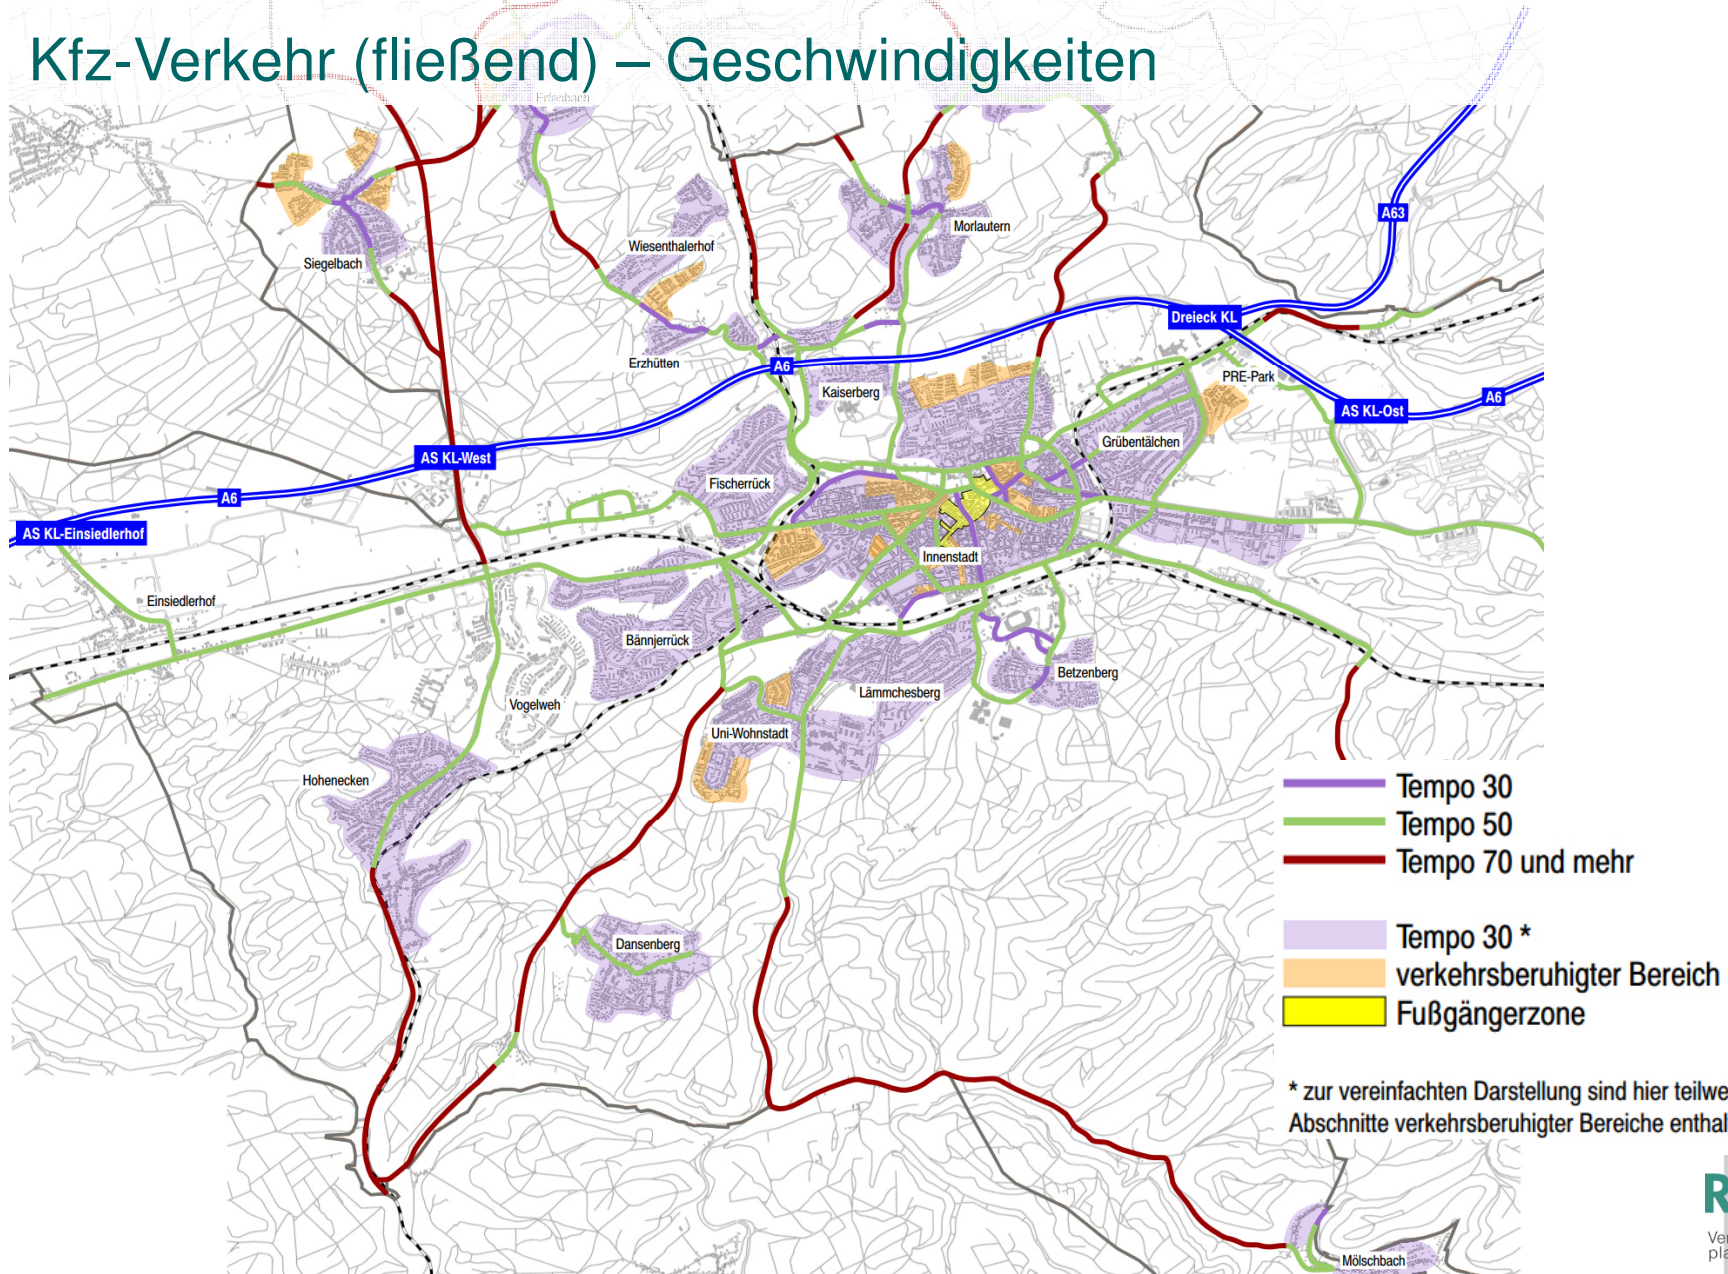 Kfz-Verkehr (fließend) – Geschwindigkeiten
Erlenbach
A63
Morlautern
Wiesenthalerhof
Siegelbach
Dreieck KL
Erzhütten
A6
PRE-Park
Kaiserberg
A6
AS KL-Ost
Grübentälchen
AS KL-West
Fischerrück
A6
AS KL-Einsiedlerhof
Innenstadt
Einsiedlerhof
Bännjerrück
Betzenberg
Lämmchesberg
Vogelweh
Uni-Wohnstadt
Hohenecken
Dansenberg
Mölschbach
Tempo 30
Tempo 50
Tempo 70 und mehr
Tempo 30 *
verkehrsberuhigter Bereich
Fußgängerzone
* zur vereinfachten Darstellung sind hier teilwe
Abschnitte verkehrsberuhigter Bereiche enthal
R
Ver
pla